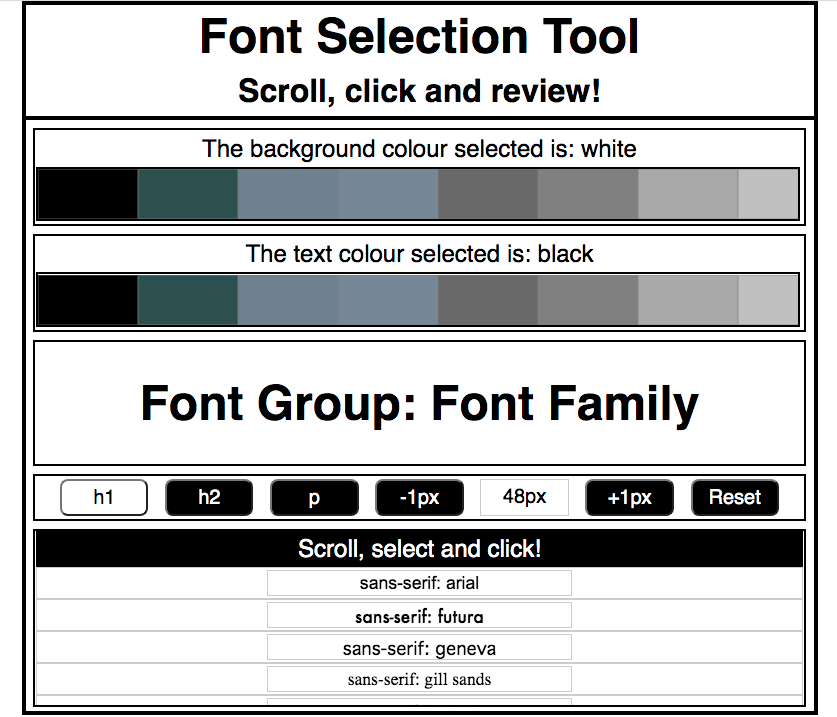 Font Selection Tool
Scroll, click and review!
The background colour selected is: white
The text colour selected is: black
Font Group: Font Family
h1 h2 p -1px 48px +1px Reset
Scroll, select and click!
sans-serif: arial
sans-serif: futura
sans-serif: geneva
sans-serif: gill sands